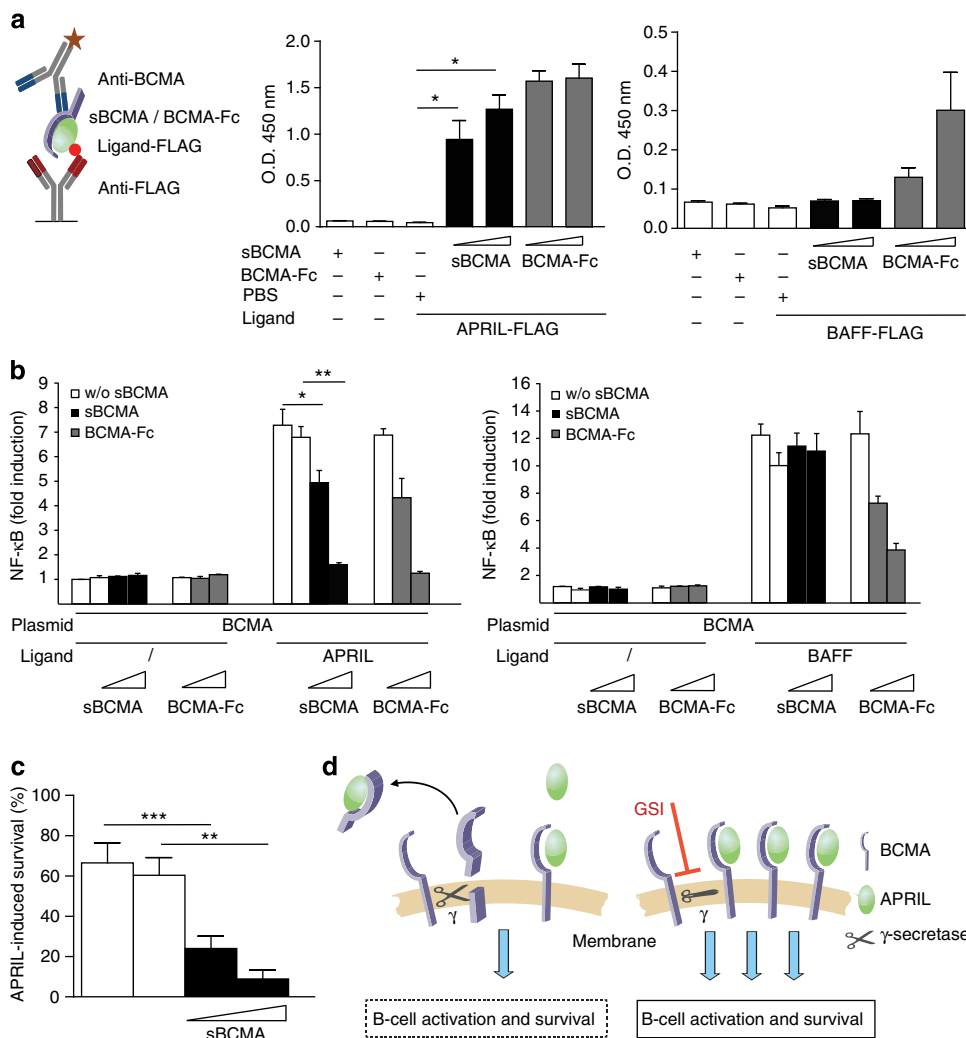 a
Anti-BCMA
sBCMA / BCMA-Fc
Ligand-FLAG
Anti-FLAG
O.D. 450 nm
2.0
1.5
1.0
0.5
0.0
*
*
sBCMA + – –
BCMA-Fc – + –
PBS – – +
Ligand – –
sBCMA BCMA-Fc
APRIL-FLAG
O.D. 450 nm
0.5
0.4
0.3
0.2
0.1
0.0
+ – –
– + –
– – +
– –
sBCMA BCMA-Fc
BAFF-FLAG
b
NF-κB (fold induction)
9
8
7
6
5
4
3
2
1
w/o sBCMA
sBCMA
BCMA-Fc
*
**
Plasmid BCMA
Ligand / APRIL
sBCMA BCMA-Fc sBCMA BCMA-Fc
NF-κB (fold induction)
16
14
12
10
8
6
4
2
w/o sBCMA
sBCMA
BCMA-Fc
Plasmid BCMA
Ligand / BAFF
sBCMA BCMA-Fc sBCMA BCMA-Fc
c
APRIL-induced survival (%)
100
80
60
40
20
0
***
**
sBCMA
d
GSI
γ
γ
Membrane
BCMA
APRIL
γ-secretase
B-cell activation and survival
B-cell activation and survival